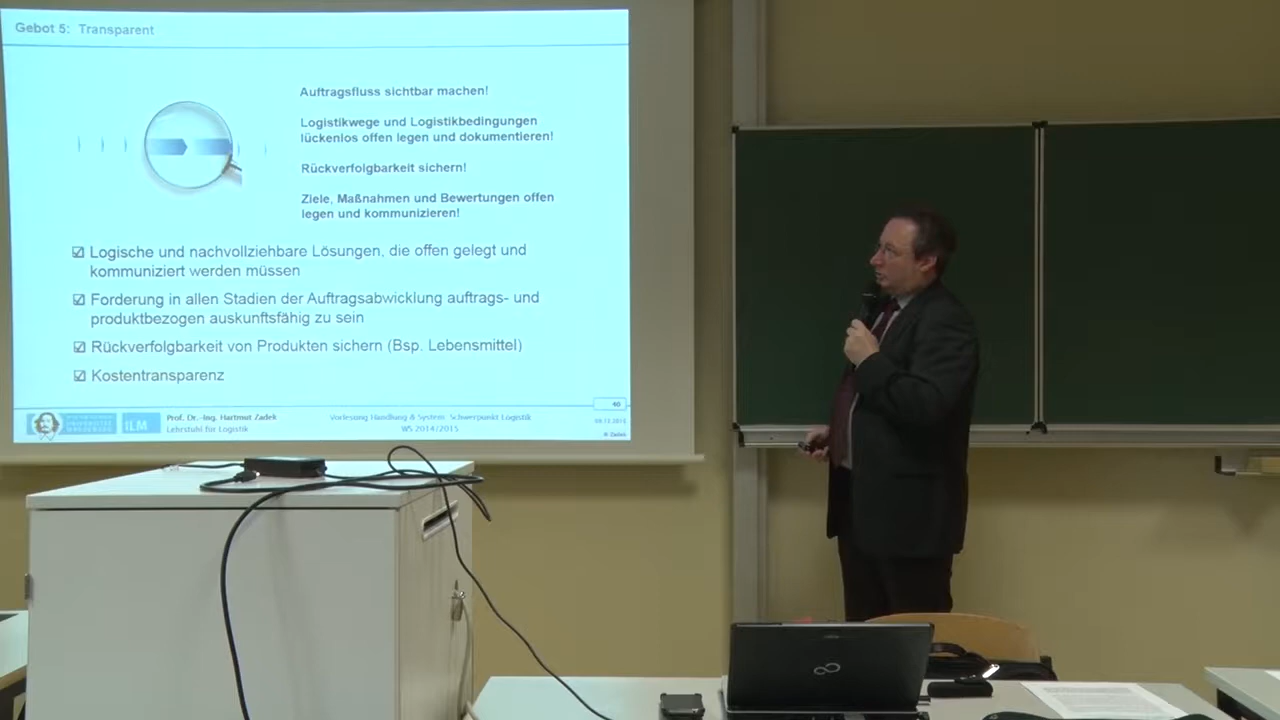 Gebot 5: Transparent
Auftragsfluss sichtbar machen!
Logistikwege und Logistikbedingungen
lückenlos offen legen und dokumentieren!
Rückverfolgbarkeit sichern!
Ziele, Maßnahmen und Bewertungen offen
legen und kommunizieren!
Logische und nachvollziehbare Lösungen, die offen gelegt und
kommuniziert werden müssen
Forderung in allen Stadien der Auftragsabwicklung auftrags- und
produktbezogen auskunftsfähig zu sein
Rückverfolgbarkeit von Produkten sichern (Bsp. Lebensmittel)
Kostentransparenz
40
ILM
Prof. Dr.-Ing. Hartmut Zadek
Lehrstuhl für Logistik
Vorlesung Handlung & System Schwerpunkt Logistik
WS 2014/2015
© Zadek